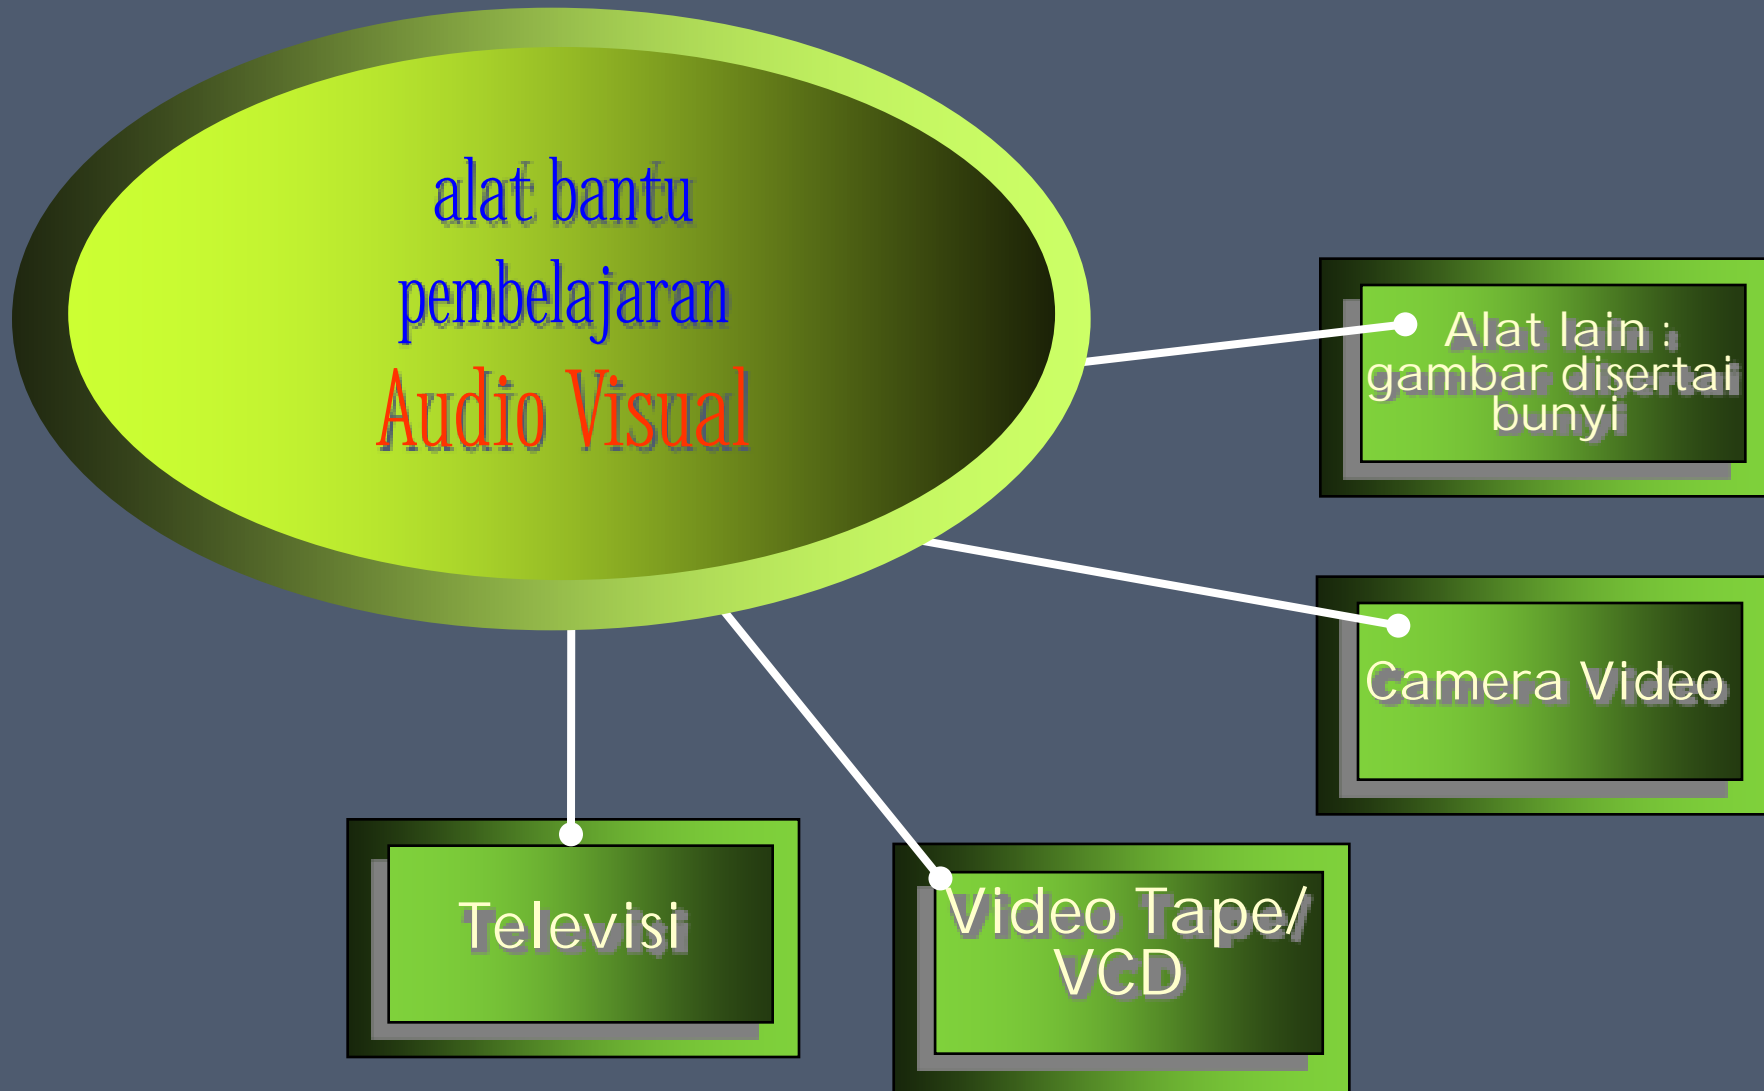 alat bantu
pembelajaran
Audio Visual
Alat lain :
gambar disertai
bunyi
Camera Video
Televisi
Video Tape/
VCD